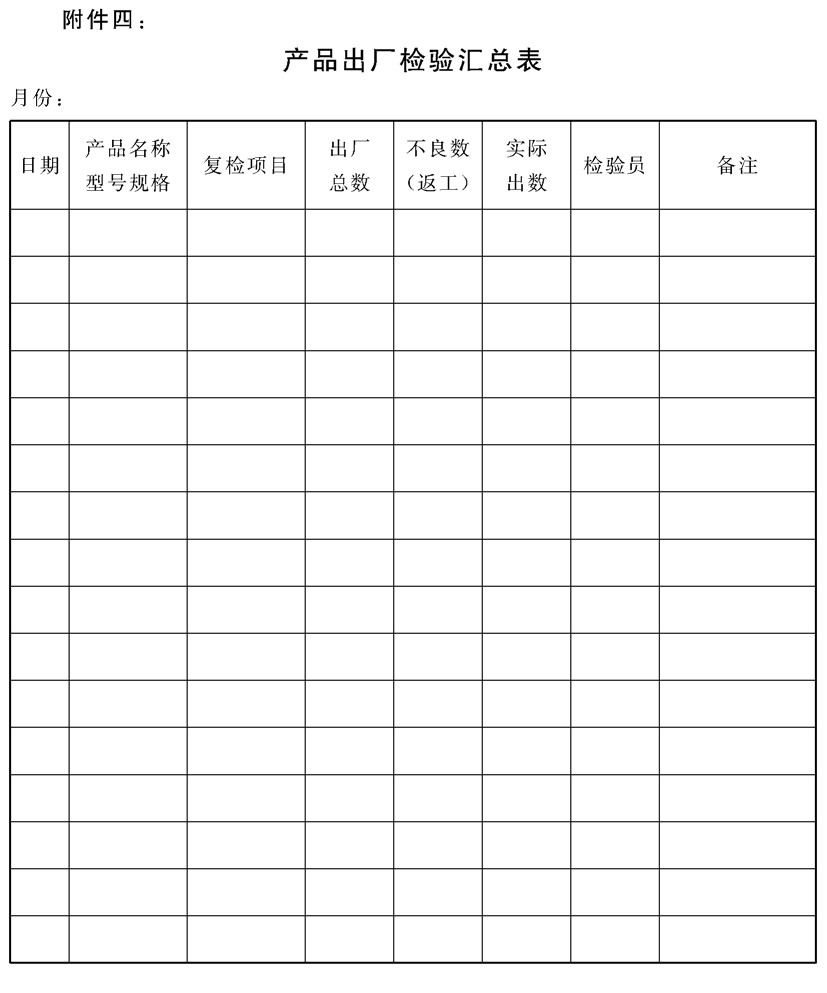 附件四：
产品出厂检验汇总表
月份：
日期
产品名称
型号规格
复检项目
出厂
总数
不良数
（返工）
实际
出数
检验员
备注